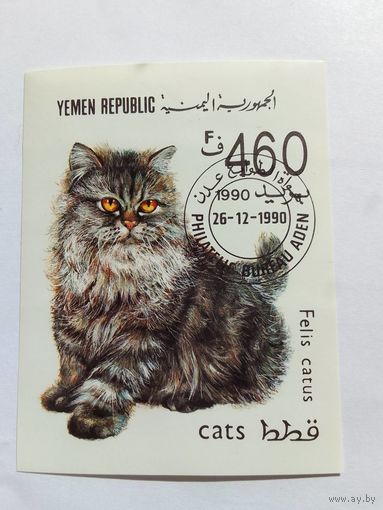 YEMEN REPUBLIC الجمهورية اليمنية
F ف 460
1990
26-12-1990
PHILATELIC BUREAU ADEN
Felis catus
cats قطط
www.ay.by